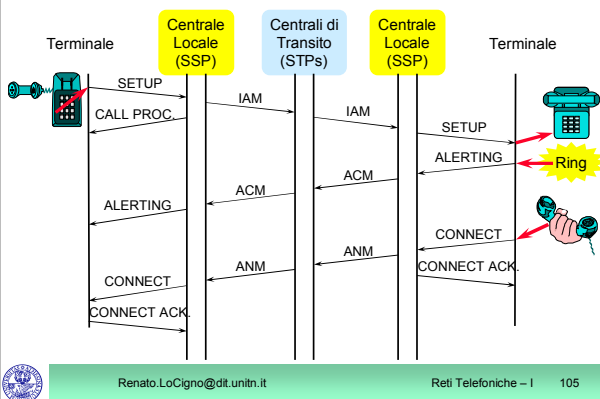 Terminale
Centrale
Locale
(SSP)
Centrali di
Transito
(STPs)
Centrale
Locale
(SSP)
Terminale
SETUP
IAM
IAM
CALL PROC.
SETUP
ALERTING
Ring
ACM
ACM
ALERTING
CONNECT
ANM
ANM
CONNECT
CONNECT ACK.
CONNECT ACK.
Renato.LoCigno@dit.unitn.it
Reti Telefoniche – I
105